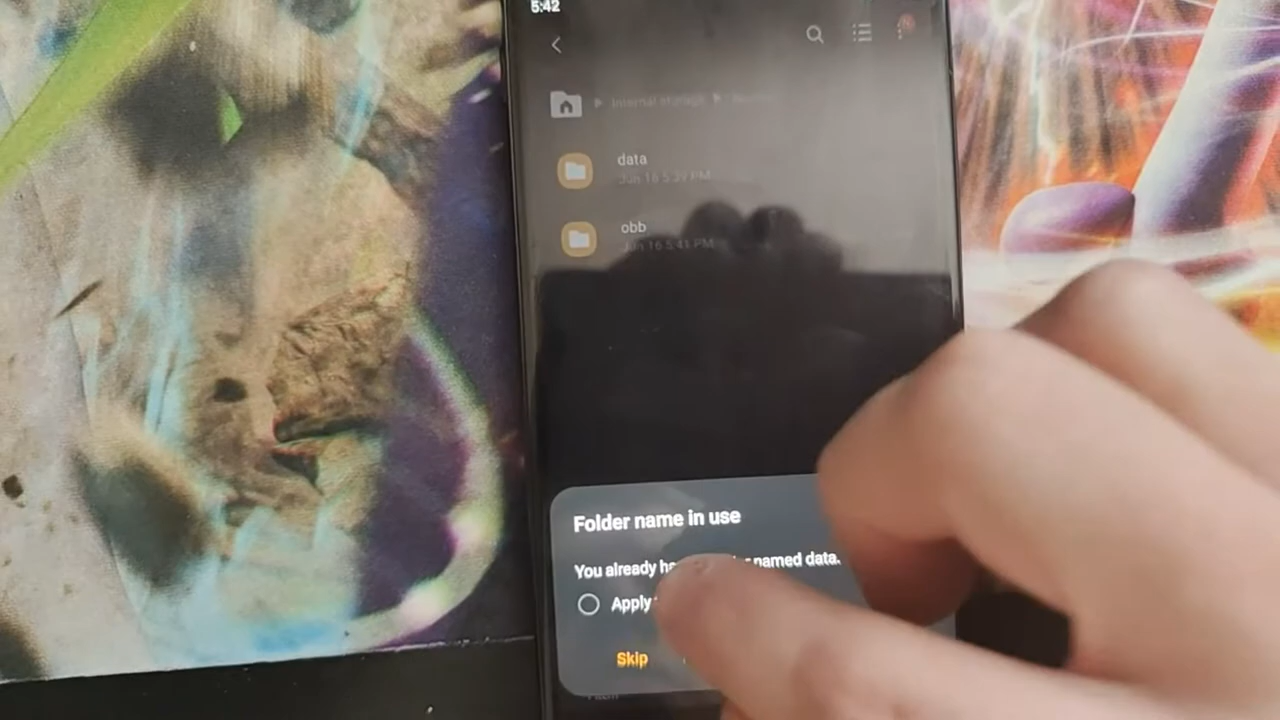 5:42
Internal storage
data
Jun 16 5:39 PM
obb
Jun 16 5:41 PM
Folder name in use
You already ha named data.
Apply
Skip